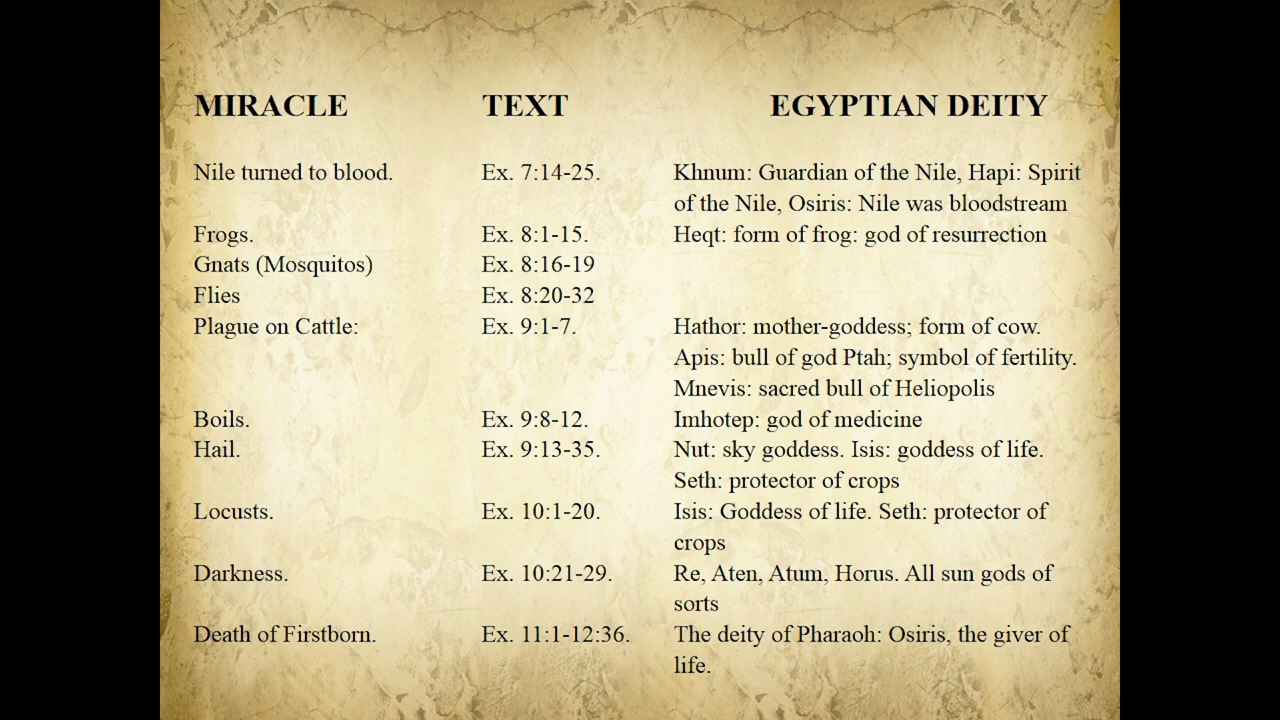 MIRACLE TEXT EGYPTIAN DEITY
Nile turned to blood. Ex. 7:14-25. Khnum: Guardian of the Nile, Hapi: Spirit
of the Nile, Osiris: Nile was bloodstream
Frogs. Ex. 8:1-15. Heqt: form of frog: god of resurrection
Gnats (Mosquitos) Ex. 8:16-19
Flies Ex. 8:20-32
Plague on Cattle: Ex. 9:1-7. Hathor: mother-goddess; form of cow.
Apis: bull of god Ptah; symbol of fertility.
Mnevis: sacred bull of Heliopolis
Boils. Ex. 9:8-12. Imhotep: god of medicine
Hail. Ex. 9:13-35. Nut: sky goddess. Isis: goddess of life.
Seth: protector of crops
Locusts. Ex. 10:1-20. Isis: Goddess of life. Seth: protector of
crops
Darkness. Ex. 10:21-29. Re, Aten, Atum, Horus. All sun gods of
sorts
Death of Firstborn. Ex. 11:1-12:36. The deity of Pharaoh: Osiris, the giver of
life.